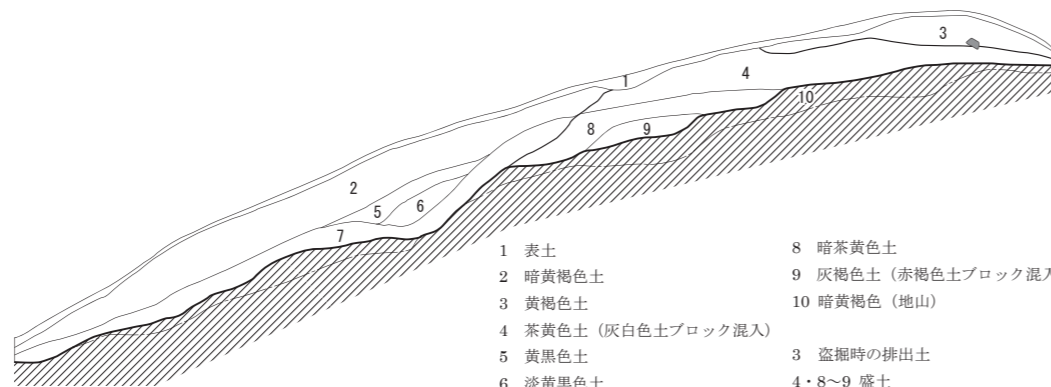 1
3
4
10
8
9
2
5
6
7
1 表土
2 暗黄褐色土
3 黄褐色土
4 茶黄色土（灰白色土ブロック混入）
5 黄黒色土
6 淡黄黒色土
8 暗茶黄色土
9 灰褐色土（赤褐色土ブロック混入
10 暗黄褐色（地山）
3 盗掘時の排出土
4・8〜9 盛土